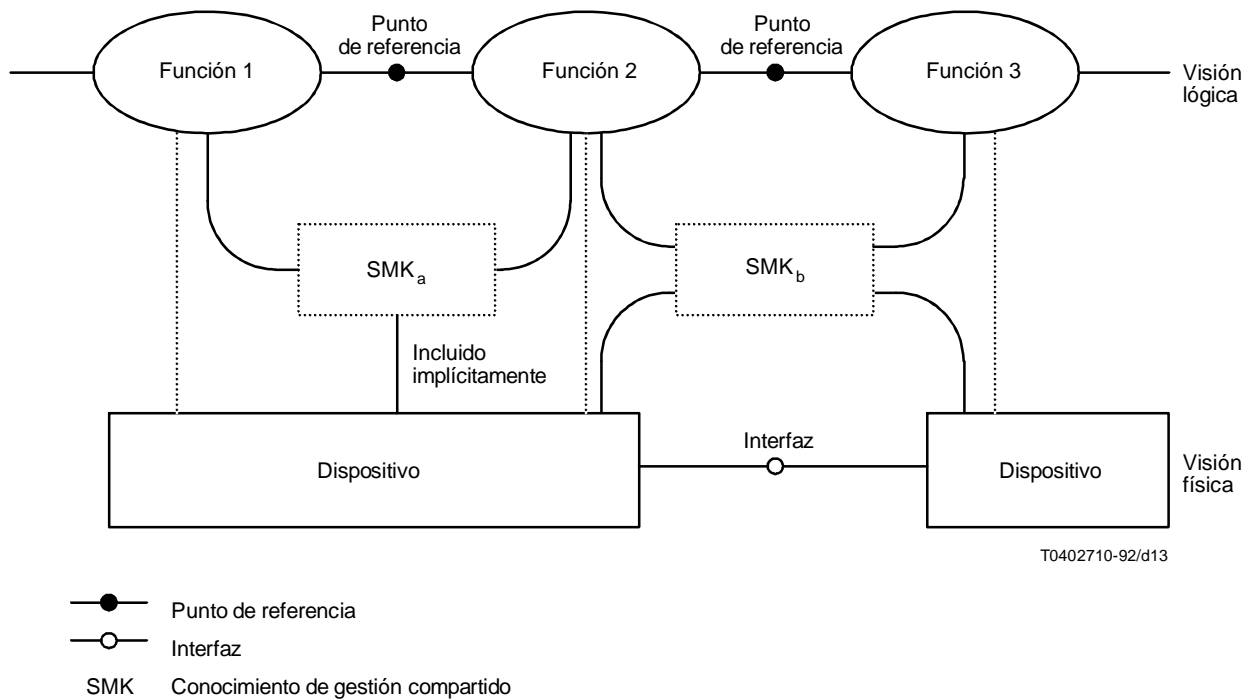 Punto
de referencia
Punto
de referencia
Función 1
Función 2
Función 3
Visión
lógica
SMKa
SMKb
Incluido
implícitamente
Interfaz
Dispositivo
Dispositivo
Visión
física
T0402710-92/d13
Punto de referencia
Interfaz
SMK Conocimiento de gestión compartido